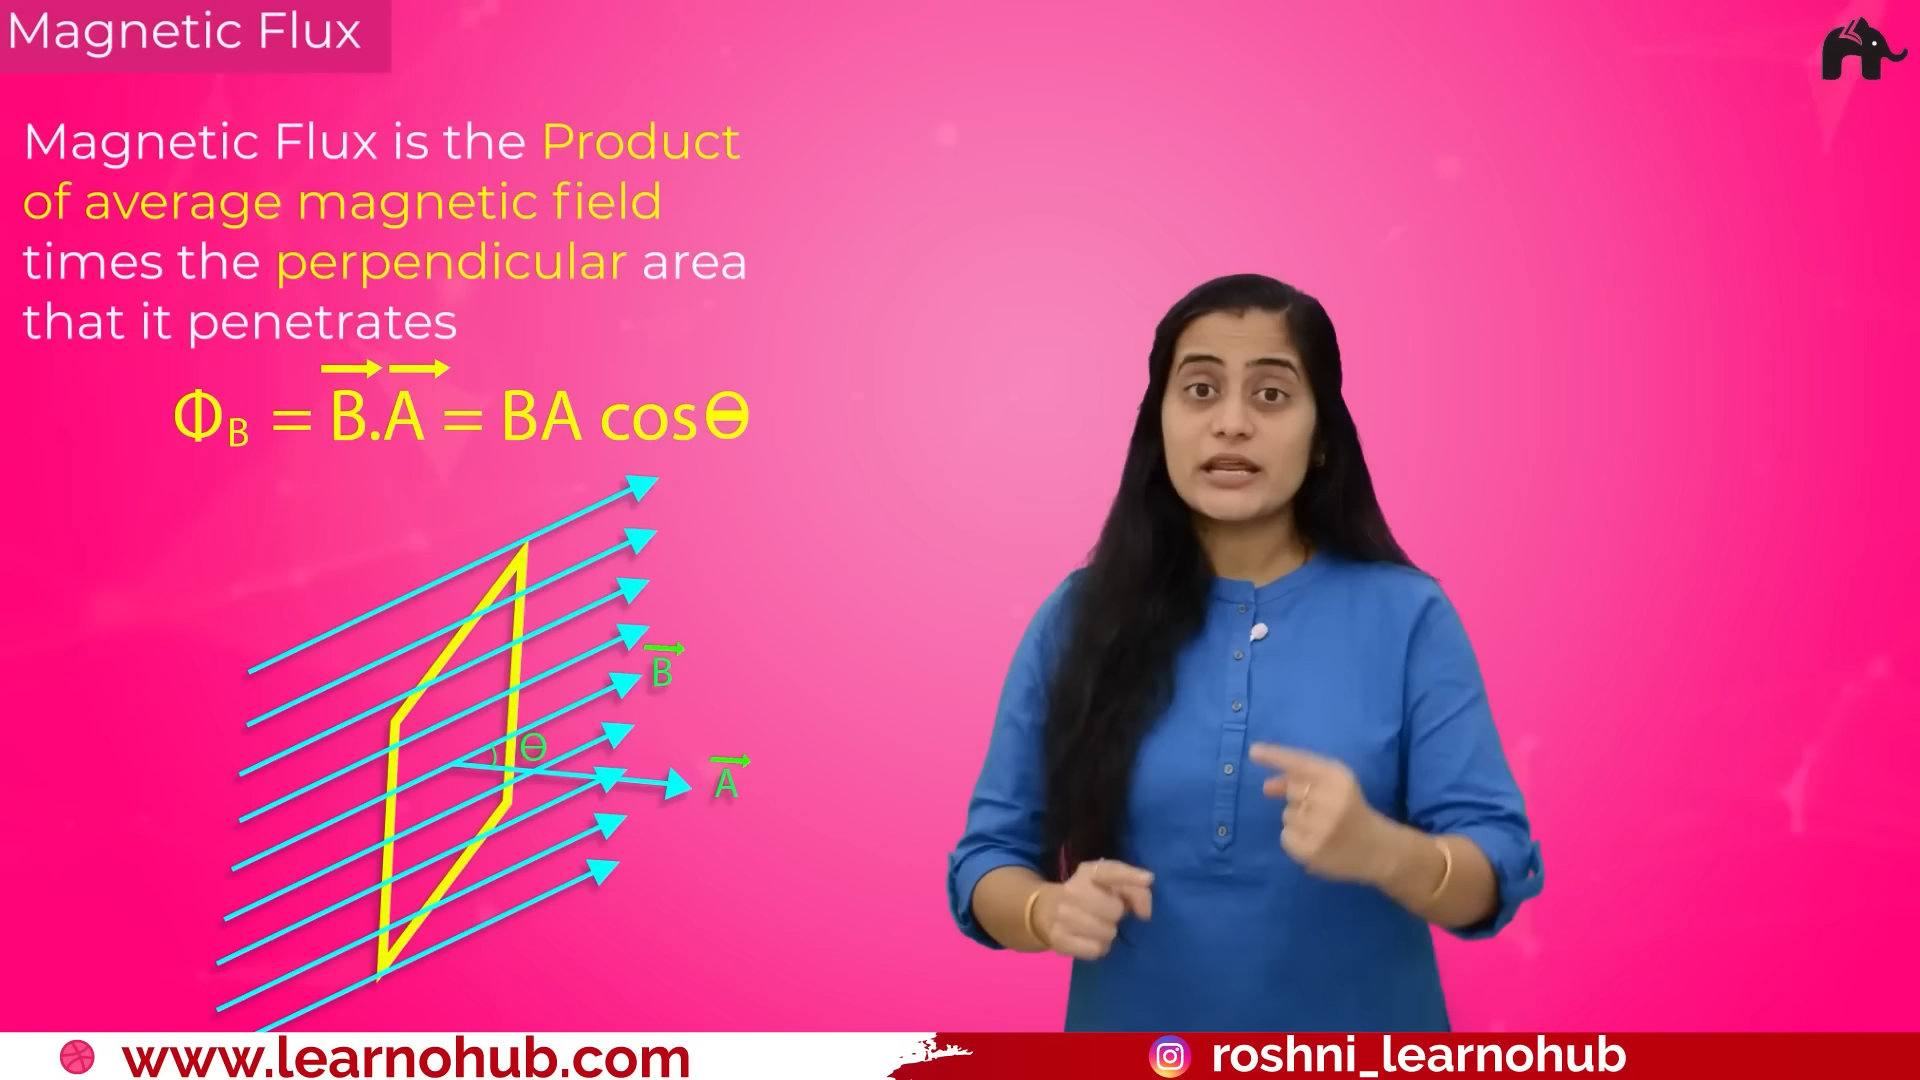 Magnetic Flux
Magnetic Flux is the Product
of average magnetic field
times the perpendicular area
that it penetrates
Φ_B = B⃗.A⃗ = BA cosΘ
B⃗
Θ
A⃗
www.learnohub.com
roshni_learnohub